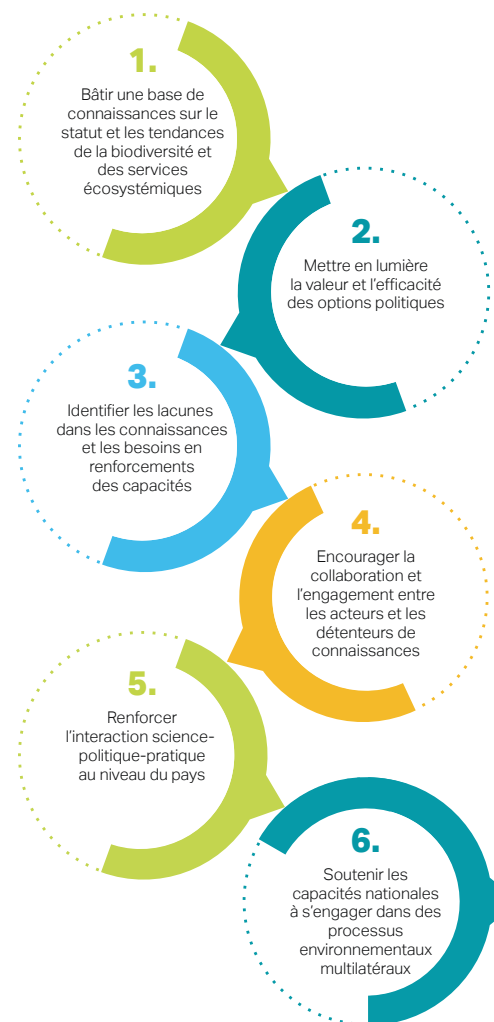 1.
Bâtir une base de
connaissances sur le
statut et les tendances
de la biodiversité et
des services
écosystémiques
2.
Mettre en lumière
la valeur et l'efficacité
des options politiques
3.
Identifier les lacunes
dans les connaissances
et les besoins en
renforcements
des capacités
4.
Encourager la
collaboration et
l'engagement entre
les acteurs et les
détenteurs de
connaissances
5.
Renforcer
l'interaction science-
politique-pratique
au niveau du pays
6.
Soutenir les
capacités nationales
à s'engager dans des
processus
environnementaux
multilatéraux